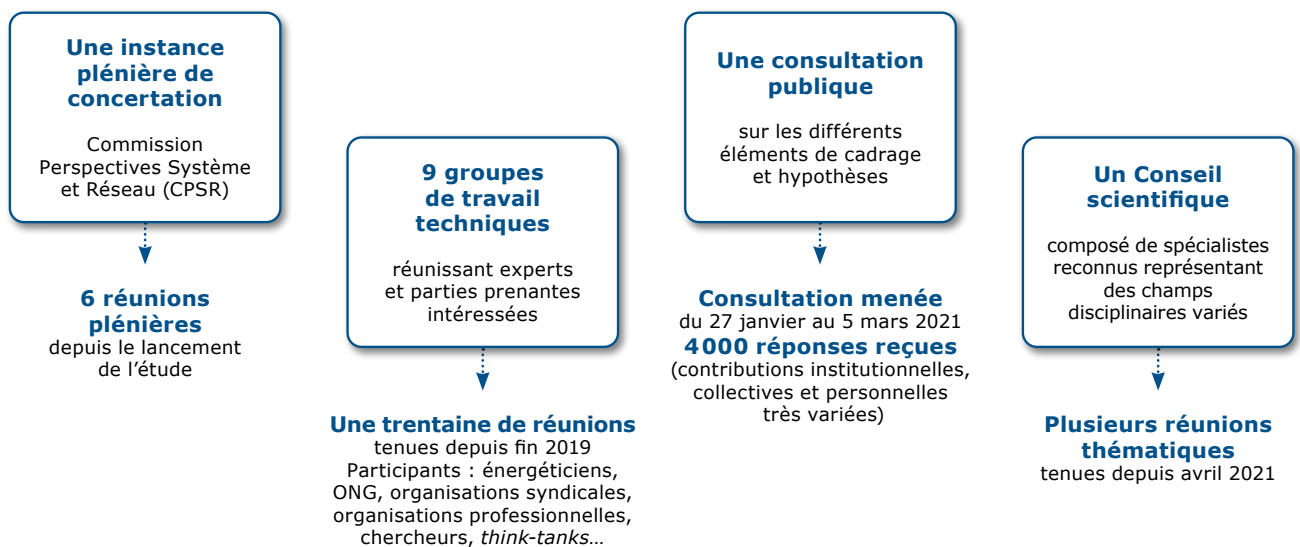 Une instance
plénière de
concertation
Commission
Perspectives Système
et Réseau (CPSR)
6 réunions
plénières
depuis le lancement
de l’étude
9 groupes
de travail
techniques
réunissant experts
et parties prenantes
intéressées
Une trentaine de réunions
tenues depuis fin 2019
Participants : énergéticiens,
ONG, organisations syndicales,
organisations professionnelles,
chercheurs, think-tanks…
Une consultation
publique
sur les différents
éléments de cadrage
et hypothèses
Consultation menée
du 27 janvier au 5 mars 2021
4000 réponses reçues
(contributions institutionnelles,
collectives et personnelles
très variées)
Un Conseil
scientifique
composé de spécialistes
reconnus représentant
des champs
disciplinaires variés
Plusieurs réunions
thématiques
tenues depuis avril 2021